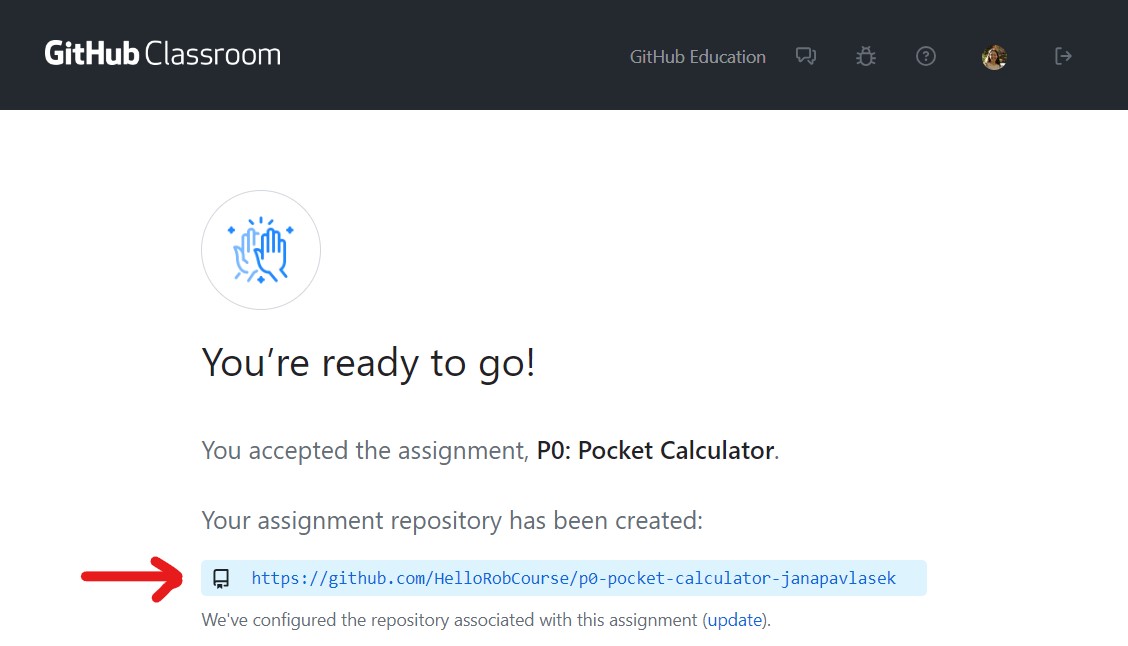 GitHub Classroom
GitHub Education
You’re ready to go!
You accepted the assignment, P0: Pocket Calculator.
Your assignment repository has been created:
https://github.com/HelloRobCourse/p0-pocket-calculator-janapavlasek
We've configured the repository associated with this assignment (update).